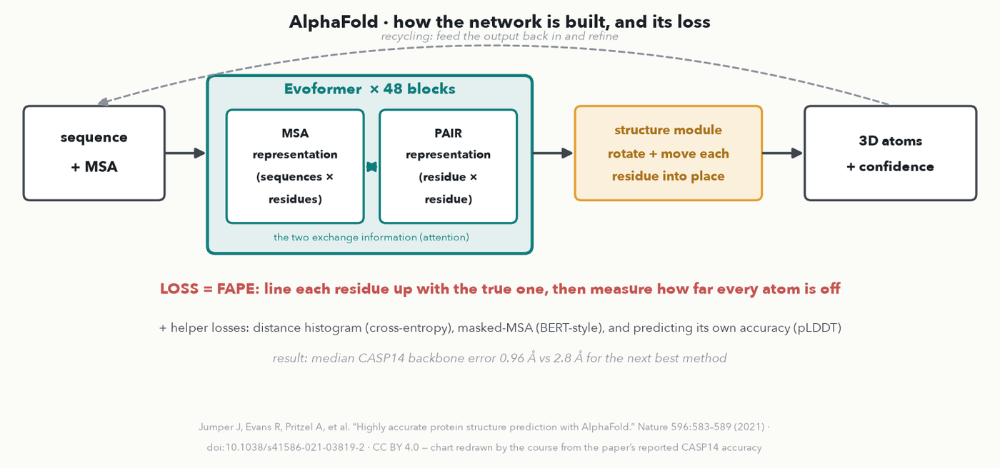 AlphaFold · how the network is built, and its loss
recycling: feed the output back in and refine
Evoformer × 48 blocks
sequence
+ MSA
MSA
representation
(sequences ×
residues)
PAIR
representation
(residue ×
residue)
the two exchange information (attention)
structure module
rotate + move each
residue into place
3D atoms
+ confidence
LOSS = FAPE: line each residue up with the true one, then measure how far every atom is off
+ helper losses: distance histogram (cross-entropy), masked-MSA (BERT-style), and predicting its own accuracy (pLDDT)
result: median CASP14 backbone error 0.96 Å vs 2.8 Å for the next best method
Jumper J, Evans R, Pritzel A, et al. “Highly accurate protein structure prediction with AlphaFold.” Nature 596:583–589 (2021) ·
doi:10.1038/s41586-021-03819-2 · CC BY 4.0 — chart redrawn by the course from the paper’s reported CASP14 accuracy